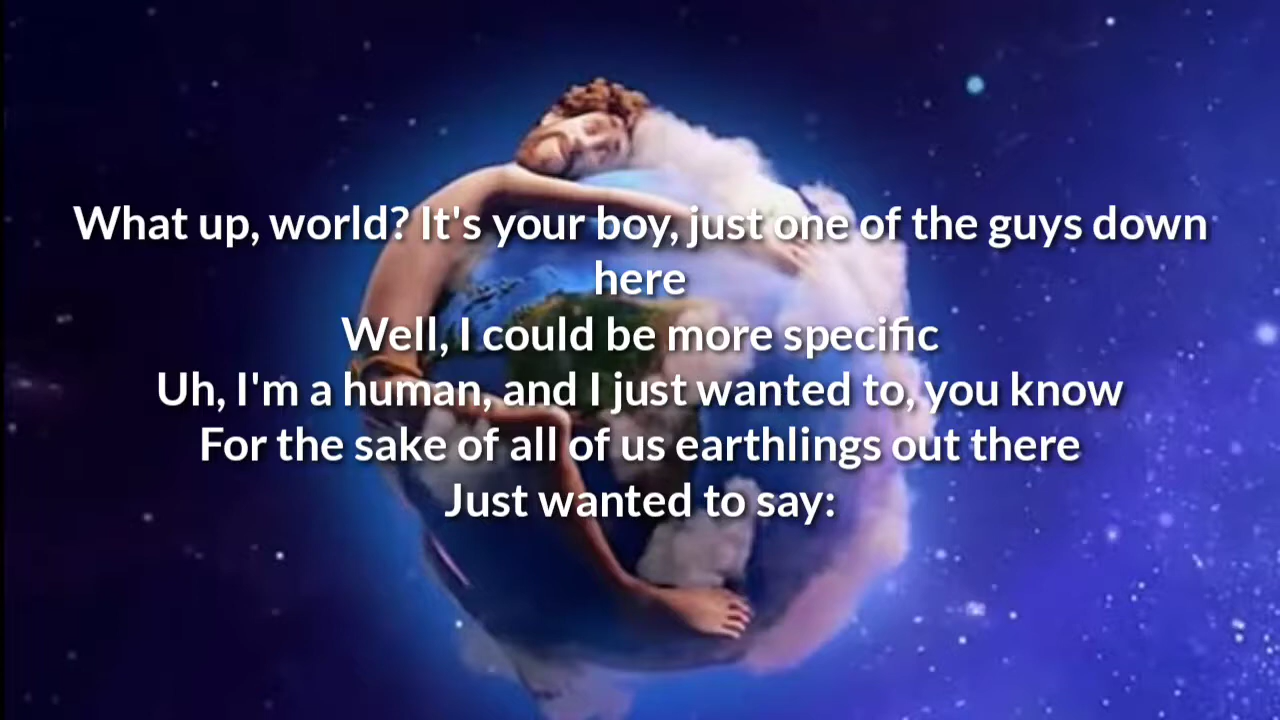 What up, world? It's your boy, just one of the guys down
here
Well, I could be more specific
Uh, I'm a human, and I just wanted to, you know
For the sake of all of us earthlings out there
Just wanted to say: